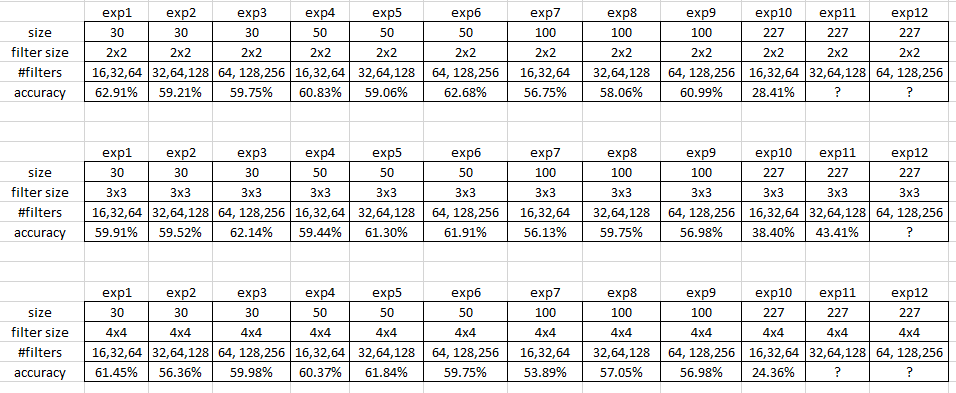 exp1 exp2 exp3 exp4 exp5 exp6 exp7 exp8 exp9 exp10 exp11 exp12
size 30 30 30 50 50 50 100 100 100 227 227 227
filter size 2x2 2x2 2x2 2x2 2x2 2x2 2x2 2x2 2x2 2x2 2x2 2x2
#filters 16,32,64 32,64,128 64, 128,256 16,32,64 32,64,128 64, 128,256 16,32,64 32,64,128 64, 128,256 16,32,64 32,64,128 64, 128,256
accuracy 62.91% 59.21% 59.75% 60.83% 59.06% 62.68% 56.75% 58.06% 60.99% 28.41% ? ?
exp1 exp2 exp3 exp4 exp5 exp6 exp7 exp8 exp9 exp10 exp11 exp12
size 30 30 30 50 50 50 100 100 100 227 227 227
filter size 3x3 3x3 3x3 3x3 3x3 3x3 3x3 3x3 3x3 3x3 3x3 3x3
#filters 16,32,64 32,64,128 64, 128,256 16,32,64 32,64,128 64, 128,256 16,32,64 32,64,128 64, 128,256 16,32,64 32,64,128 64, 128,256
accuracy 59.91% 59.52% 62.14% 59.44% 61.30% 61.91% 56.13% 59.75% 56.98% 38.40% 43.41% ?
exp1 exp2 exp3 exp4 exp5 exp6 exp7 exp8 exp9 exp10 exp11 exp12
size 30 30 30 50 50 50 100 100 100 227 227 227
filter size 4x4 4x4 4x4 4x4 4x4 4x4 4x4 4x4 4x4 4x4 4x4 4x4
#filters 16,32,64 32,64,128 64, 128,256 16,32,64 32,64,128 64, 128,256 16,32,64 32,64,128 64, 128,256 16,32,64 32,64,128 64, 128,256
accuracy 61.45% 56.36% 59.98% 60.37% 61.84% 59.75% 53.89% 57.05% 56.98% 24.36% ? ?